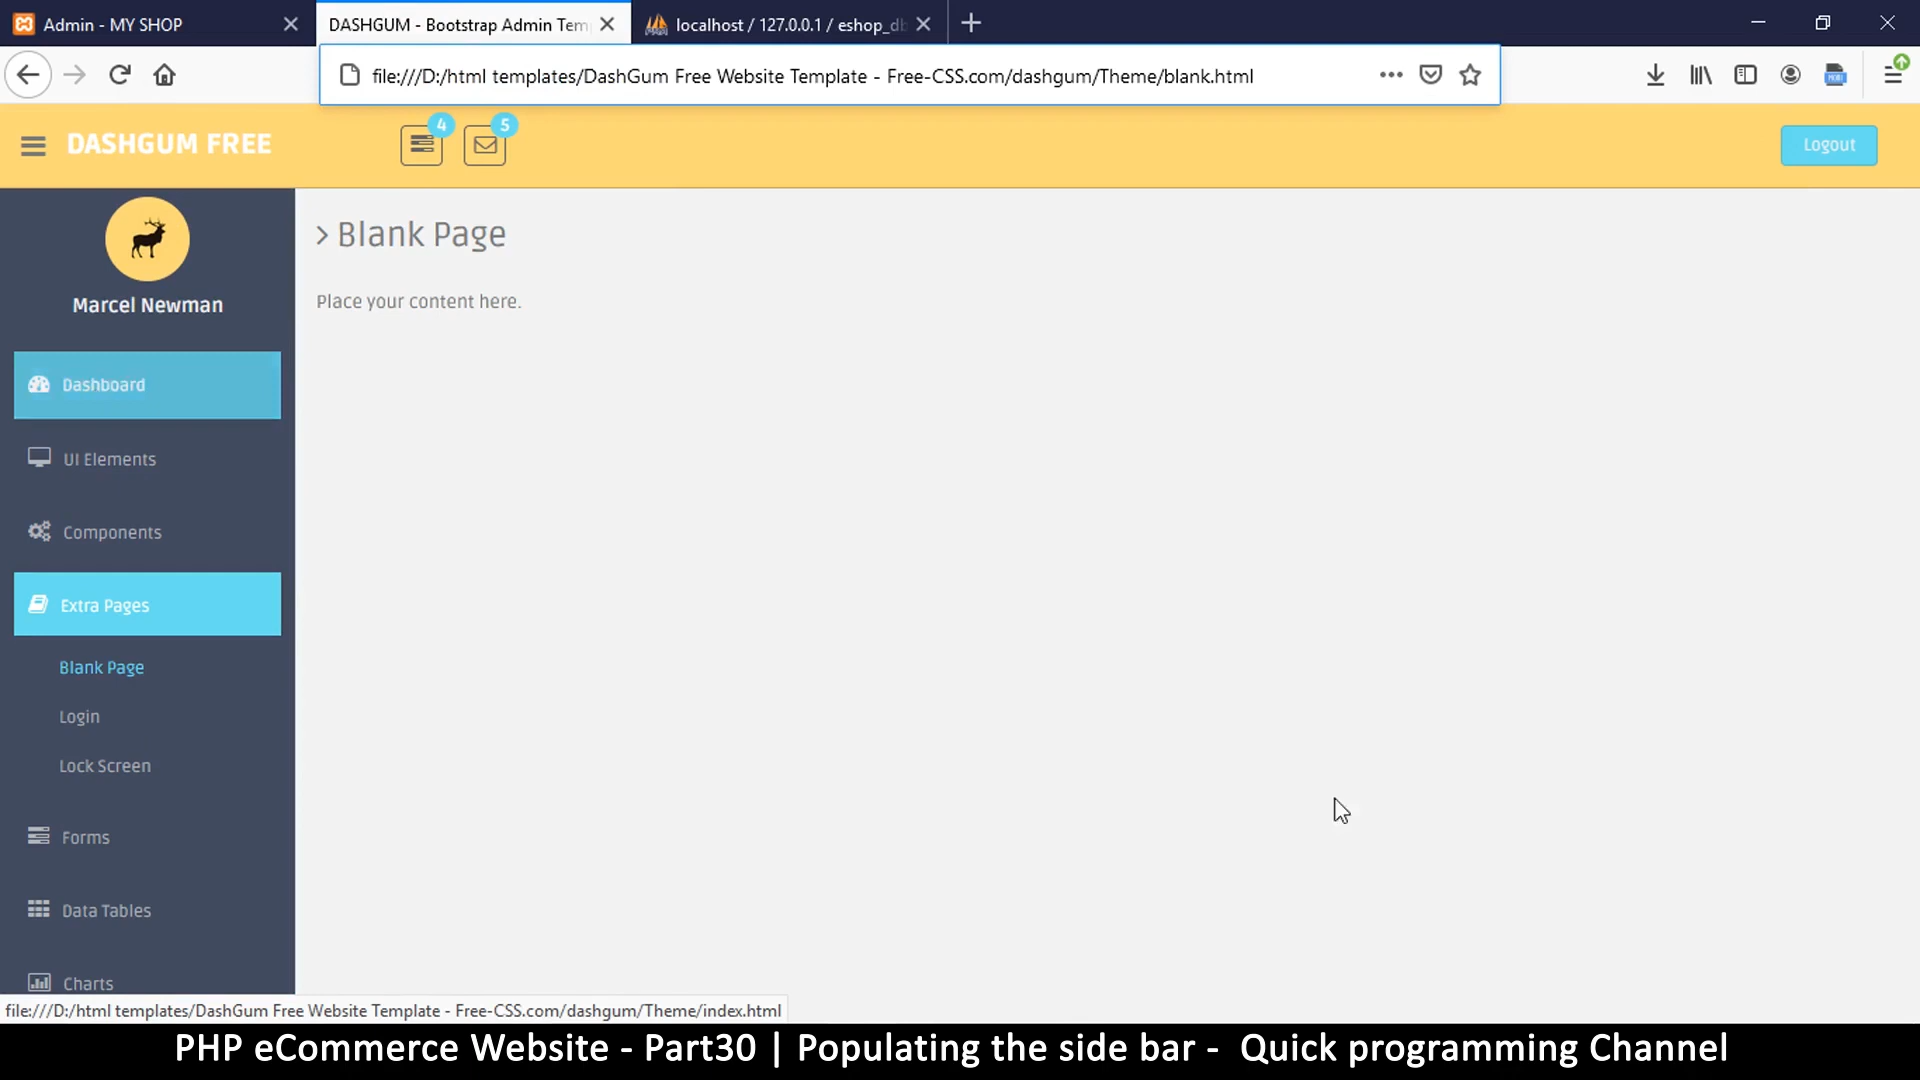 Admin - MY SHOP
DASHGUM - Bootstrap Admin Tem
localhost / 127.0.0.1 / eshop_db
file:///D:/html templates/DashGum Free Website Template - Free-CSS.com/dashgum/Theme/blank.html
DASHGUM FREE
4
5
Logout
Marcel Newman
> Blank Page
Place your content here.
Dashboard
UI Elements
Components
Extra Pages
Blank Page
Login
Lock Screen
Forms
Data Tables
Charts
file:///D:/html templates/DashGum Free Website Template - Free-CSS.com/dashgum/Theme/index.html
PHP eCommerce Website - Part30 | Populating the side bar - Quick programming Channel